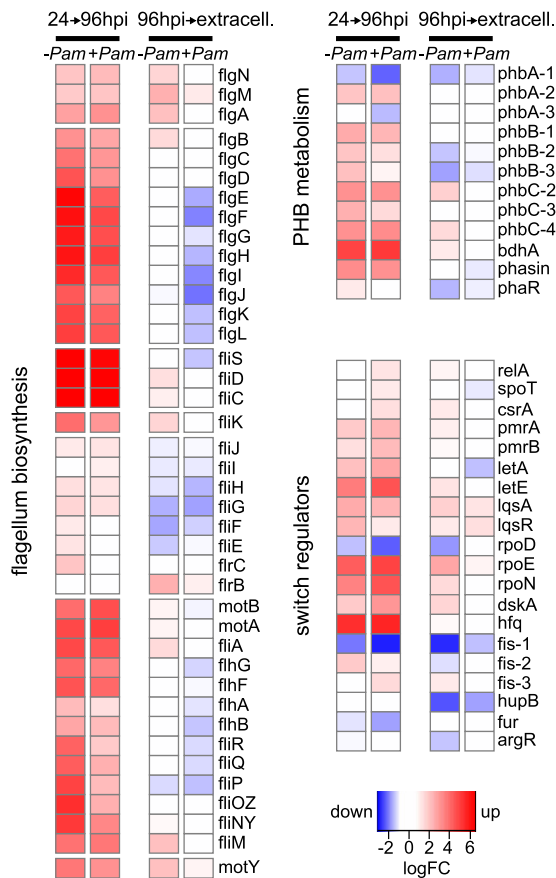 24→96hpi 96hpi→extracell.
-Pam +Pam -Pam +Pam
flagellum biosynthesis
flgN
flgM
flgA
flgB
flgC
flgD
flgE
flgF
flgG
flgH
flgI
flgJ
flgK
flgL
fliS
fliD
fliC
fliK
fliJ
fliI
fliH
fliG
fliF
fliE
flrC
flrB
motB
motA
fliA
flhG
flhF
flhA
flhB
fliR
fliQ
fliP
fliOZ
fliNY
fliM
motY
24→96hpi 96hpi→extracell.
-Pam +Pam -Pam +Pam
PHB metabolism
phbA-1
phbA-2
phbA-3
phbB-1
phbB-2
phbB-3
phbC-2
phbC-3
phbC-4
bdhA
phasin
phaR
switch regulators
relA
spoT
csrA
pmrA
pmrB
letA
letE
lqsA
lqsR
rpoD
rpoE
rpoN
dskA
hfq
fis-1
fis-2
fis-3
hupB
fur
argR
down up
-2 0 2 4 6
logFC